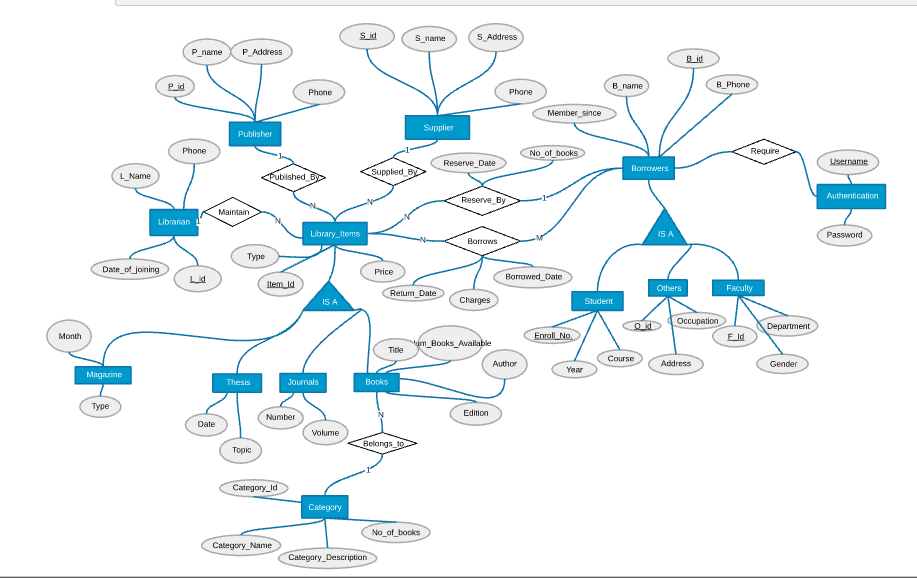 S_id
S_name
S_Address
P_name
P_Address
B_id
P_id
Phone
Phone
B_name
B_Phone
Member_since
Publisher
Supplier
1
1
Phone
Reserve_Date
No_of_books
Require
Username
L_Name
Published_By
Supplied_By
Borrowers
Authentication
Librarian
1
Maintain
N
N
N
N
Reserve_By
1
Password
Library_Items
N
Borrows
M
IS A
Type
Date_of_joining
L_id
Item_Id
Price
Return_Date
Charges
Borrowed_Date
IS A
Student
Others
Faculty
Enroll_No.
O_id
Occupation
F_Id
Department
Month
Title
um_Books_Available
Author
Year
Course
Address
Gender
Magazine
Thesis
Journals
Books
Type
Date
Topic
Number
Volume
N
Edition
Belongs_to
1
Category_Id
Category
No_of_books
Category_Name
Category_Description